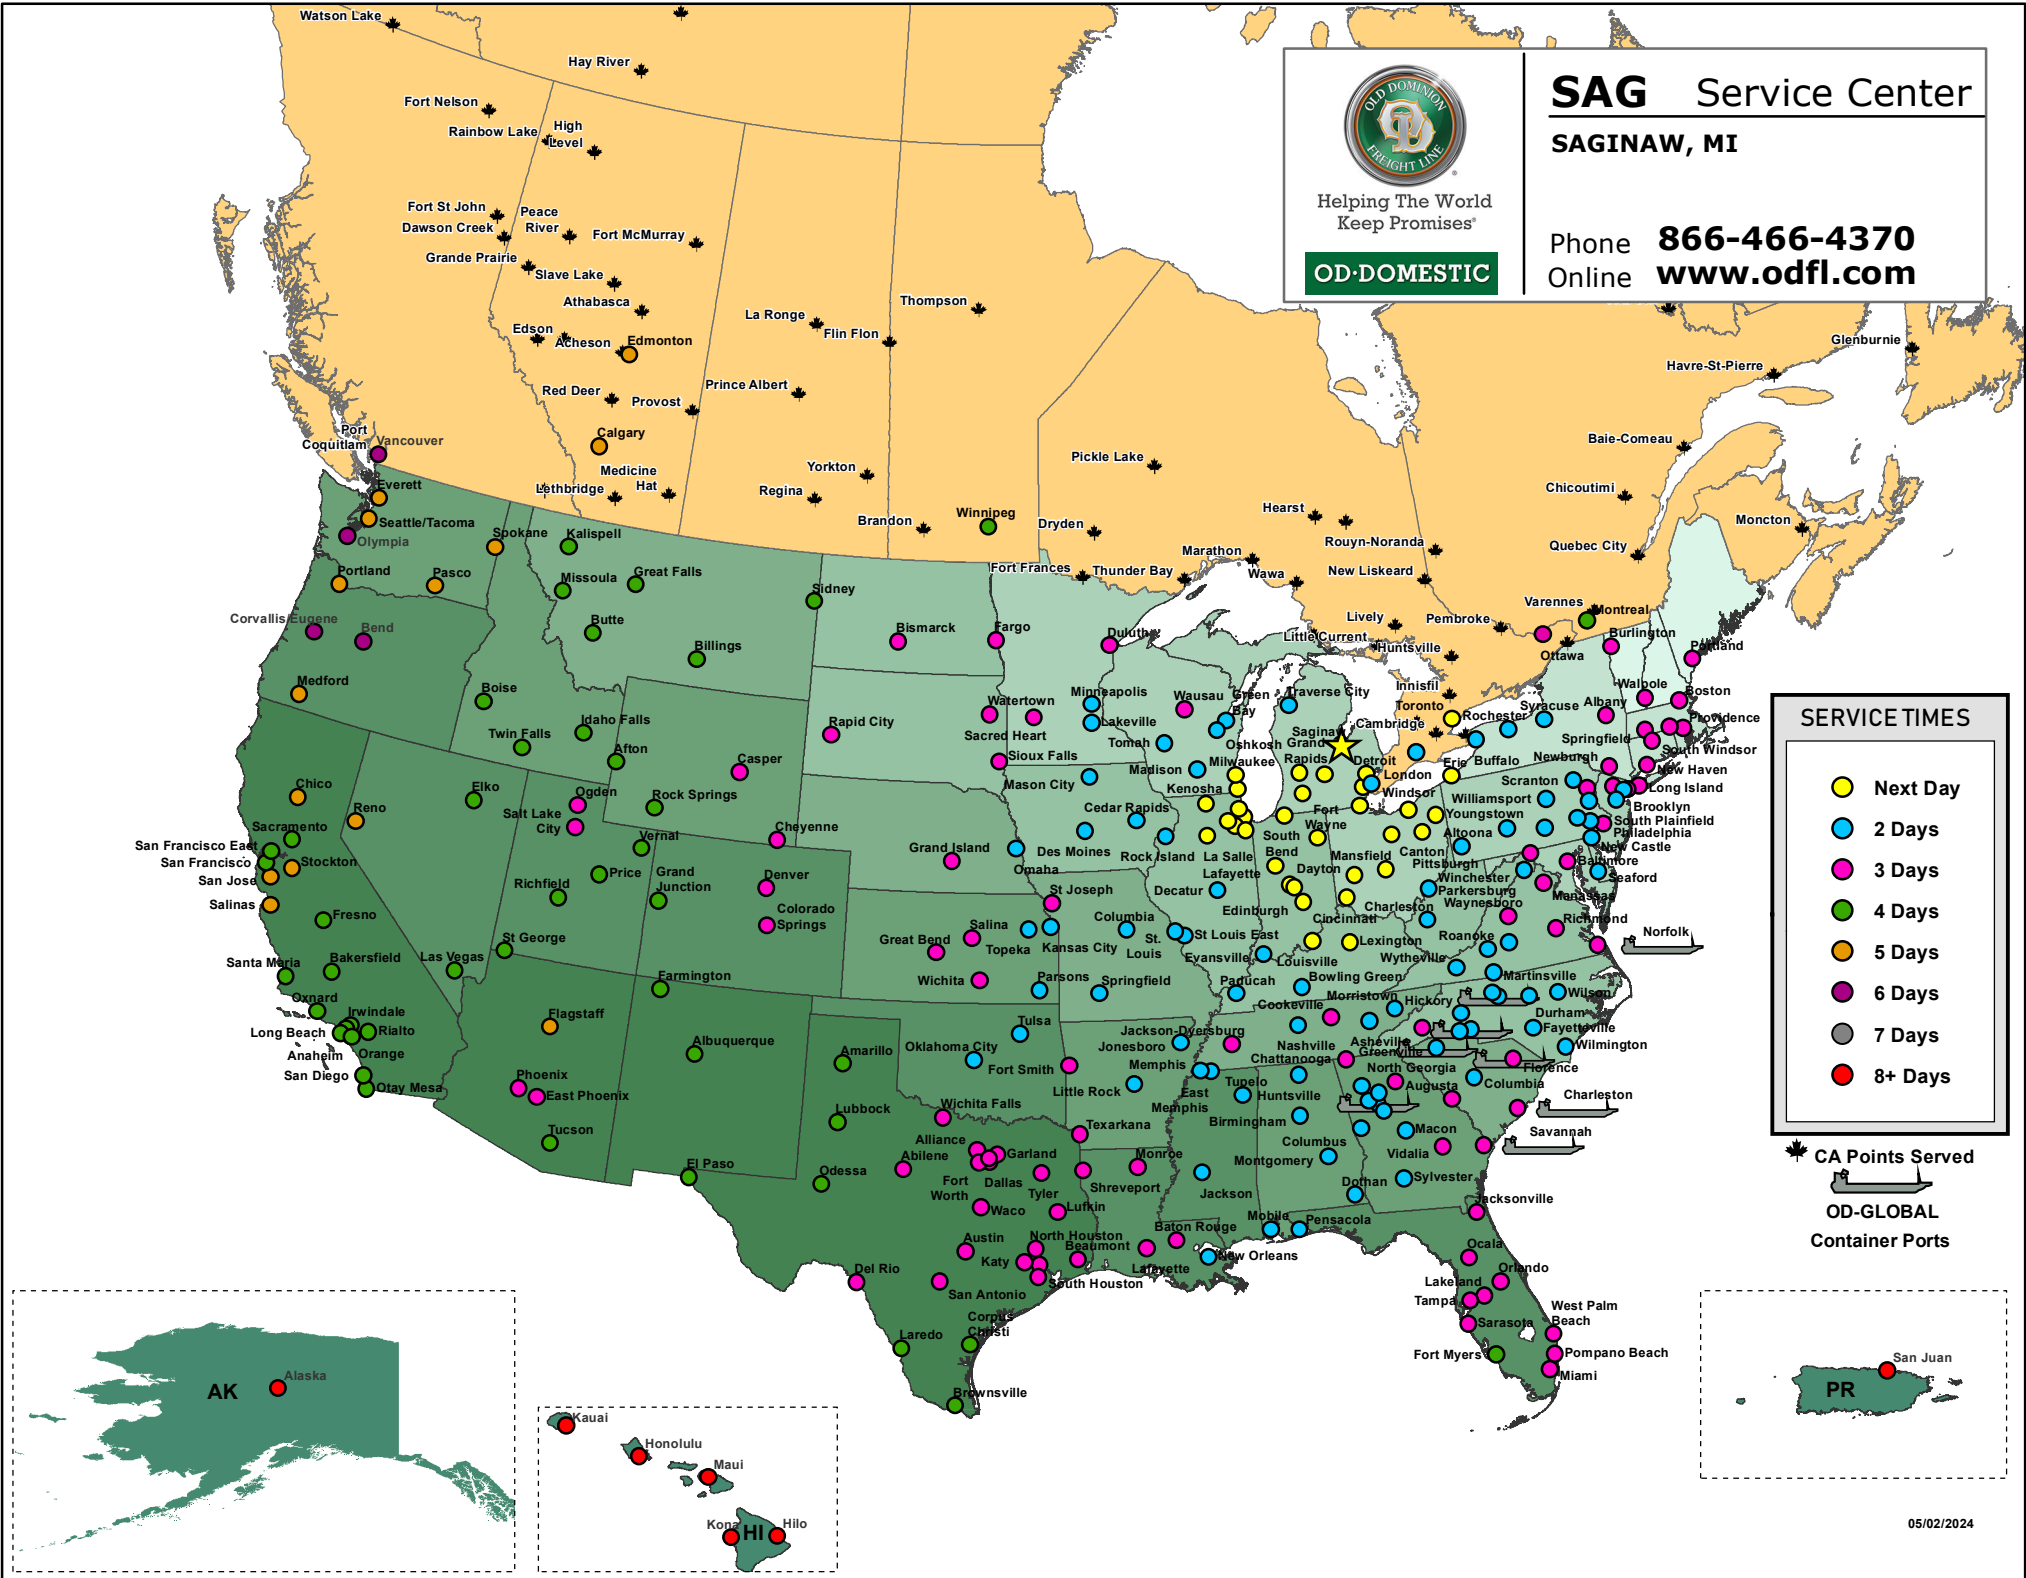 Watson Lake
Hay River
Fort Nelson
Rainbow Lake
High
Level
Fort St John
Dawson Creek
Peace
River
Fort McMurray
Grande Prairie
Slave Lake
Athabasca
Edson
Acheson
Edmonton
La Ronge
Flin Flon
Thompson
Red Deer
Provost
Prince Albert
Calgary
Port
Coquitlam
Vancouver
Medicine
Hat
Lethbridge
Yorkton
Regina
Brandon
Winnipeg
Pickle Lake
Dryden
Fort Frances
Thunder Bay
Marathon
Wawa
Hearst
Rouyn-Noranda
New Liskeard
Lively
Little Current
Pembroke
Huntsville
Innisfil
Toronto
Cambridge
Varennes
Montreal
Ottawa
Glenburnie
Havre-St-Pierre
Baie-Comeau
Chicoutimi
Quebec City
Moncton
OLD DOMINION
FREIGHT LINE
Helping The World
Keep Promises®
OD·DOMESTIC
SAG Service Center
SAGINAW, MI
Phone 866-466-4370
Online www.odfl.com
Everett
Seattle/Tacoma
Olympia
Spokane
Portland
Pasco
Corvallis/Eugene
Bend
Medford
Kalispell
Missoula
Great Falls
Butte
Billings
Sidney
Boise
Twin Falls
Idaho Falls
Afton
Casper
Rock Springs
Cheyenne
Chico
Reno
Elko
Ogden
Salt Lake
City
Vernal
Price
Richfield
St George
Grand
Junction
Denver
Colorado
Springs
Sacramento
San Francisco East
San Francisco
Stockton
San Jose
Salinas
Fresno
Santa Maria
Bakersfield
Las Vegas
Oxnard
Irwindale
Long Beach
Rialto
Anaheim
Orange
San Diego
Otay Mesa
Flagstaff
Phoenix
East Phoenix
Tucson
Farmington
Albuquerque
El Paso
Bismarck
Fargo
Duluth
Rapid City
Watertown
Sacred Heart
Sioux Falls
Minneapolis
Lakeville
Wausau
Green
Bay
Oshkosh
Tomah
Madison
Milwaukee
Kenosha
Mason City
Cedar Rapids
Des Moines
Rock Island
Omaha
Grand Island
La Salle
Decatur
St Joseph
Salina
Topeka
Kansas City
Great Bend
Wichita
Parsons
Columbia
St.
Louis
St Louis East
Springfield
Tulsa
Oklahoma City
Fort Smith
Little Rock
Jonesboro
Jackson-Dyersburg
Memphis
East
Memphis
Tupelo
Amarillo
Lubbock
Wichita Falls
Odessa
Abilene
Alliance
Garland
Fort
Worth
Dallas
Tyler
Waco
Lufkin
Texarkana
Shreveport
Monroe
Austin
North Houston
Katy
Beaumont
South Houston
Del Rio
San Antonio
Corpus
Christi
Laredo
Brownsville
Lafayette
Baton Rouge
New Orleans
Jackson
Mobile
Pensacola
Traverse City
Saginaw
Grand
Rapids
Detroit
London
Windsor
South
Bend
Fort
Wayne
Lafayette
Edinburgh
Evansville
Mansfield
Dayton
Cincinnati
Canton
Youngstown
Erie
Buffalo
Rochester
Syracuse
Albany
Burlington
Portland
Walpole
Boston
Providence
Springfield
South Windsor
New Haven
Newburgh
Long Island
Brooklyn
South Plainfield
Philadelphia
New Castle
Scranton
Williamsport
Altoona
Pittsburgh
Baltimore
Seaford
Manassas
Winchester
Parkersburg
Waynesboro
Charleston
Richmond
Norfolk
Roanoke
Wytheville
Martinsville
Lexington
Louisville
Bowling Green
Paducah
Cookeville
Morristown
Nashville
Chattanooga
Hickory
Asheville
Greenville
Wilson
Durham
Fayetteville
Wilmington
Florence
Columbia
Charleston
Savannah
Augusta
North Georgia
Huntsville
Birmingham
Columbus
Montgomery
Macon
Vidalia
Dothan
Sylvester
Jacksonville
Ocala
Orlando
Lakeland
Tampa
Sarasota
West Palm
Beach
Fort Myers
Pompano Beach
Miami
SERVICE TIMES
Next Day
2 Days
3 Days
4 Days
5 Days
6 Days
7 Days
8+ Days
CA Points Served
OD-GLOBAL
Container Ports
AK
Alaska
Kauai
Honolulu
Maui
Kona
HI
Hilo
San Juan
PR
05/02/2024